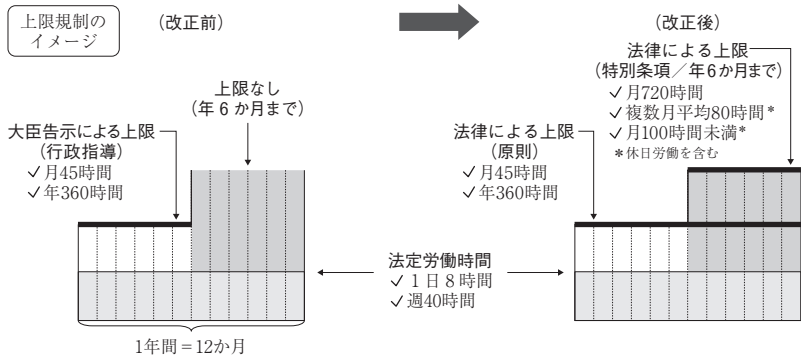 上限規制の
イメージ
（改正前）
（改正後）
上限なし
（年６か月まで）
大臣告示による上限
（行政指導）
✓月45時間
✓年360時間
法律による上限
（特別条項／年６か月まで）
✓月720時間
✓複数月平均80時間＊
✓月100時間未満＊
＊休日労働を含む
法律による上限
（原則）
✓月45時間
✓年360時間
法定労働時間
✓１日８時間
✓週40時間
1年間＝12か月